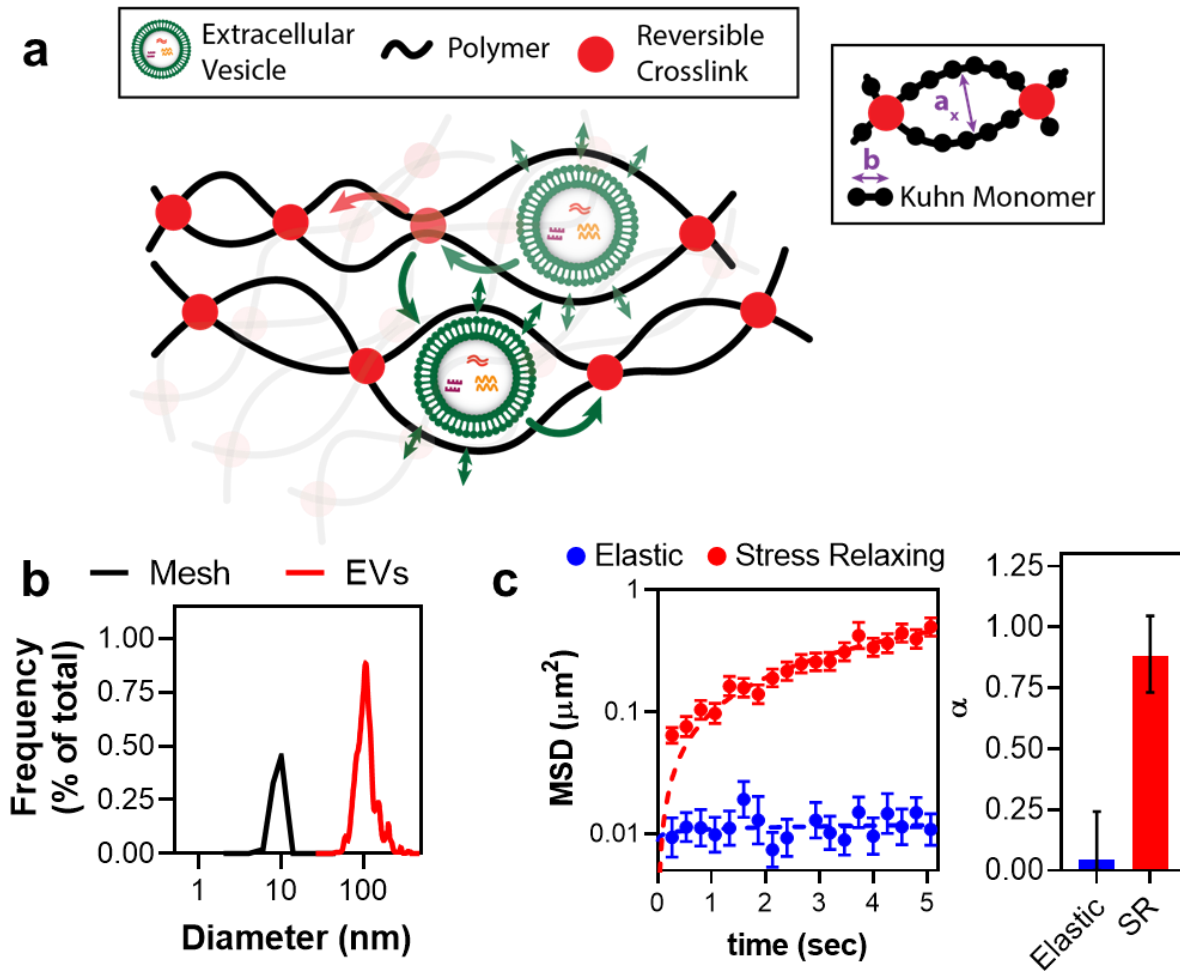 a
Extracellular
Vesicle
Polymer
Reversible
Crosslink
aₓ
b
Kuhn Monomer
b
Mesh
EVs
Frequency
(% of total)
1.00
0.75
0.50
0.25
0.00
1
10
100
Diameter (nm)
c
Elastic
Stress Relaxing
MSD (μm²)
1
0.1
0.01
0
1
2
3
4
5
time (sec)
α
1.25
1.00
0.75
0.50
0.25
0.00
Elastic
SR